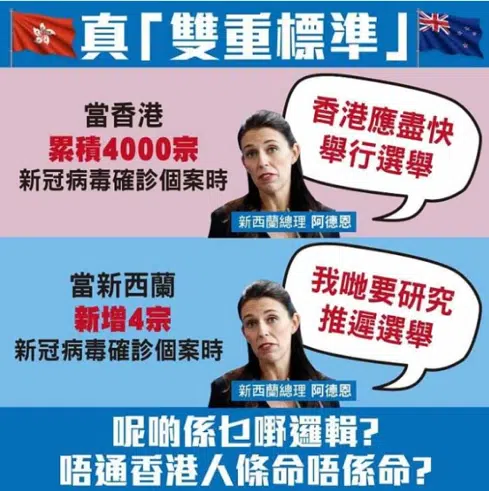 真「雙重標準」
當香港
累積4000宗
新冠病毒確診個案時
香港應盡快
舉行選舉
新西蘭總理 阿德恩
當新西蘭
新增4宗
新冠病毒確診個案時
我哋要研究
推遲選舉
新西蘭總理 阿德恩
呢啲係乜嘢邏輯?
唔通香港人條命唔係命?